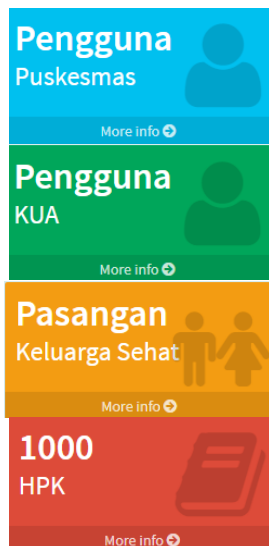 Pengguna
Puskesmas
More info
Pengguna
KUA
More info
Pasangan
Keluarga Sehat
More info
1000
HPK
More info